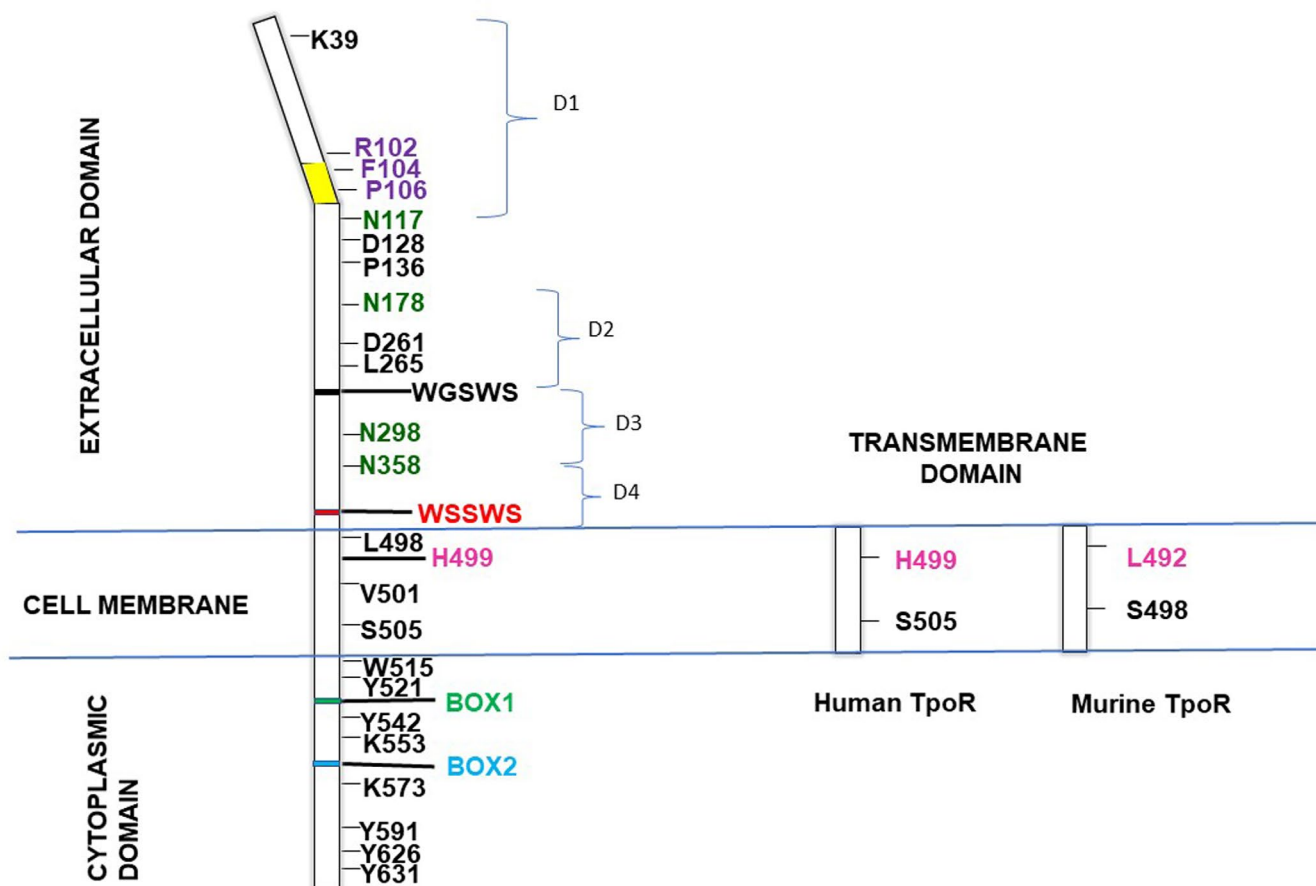 EXTRACELLULAR DOMAIN
K39
D1
R102
F104
P106
N117
D128
P136
N178
D2
D261
L265
WGSWS
D3
N298
N358
D4
WSSWS
TRANSMEMBRANE
DOMAIN
CELL MEMBRANE
L498
H499
V501
S505
H499
S505
L492
S498
Human TpoR
Murine TpoR
CYTOPLASMIC
DOMAIN
W515
Y521
BOX1
Y542
K553
BOX2
K573
Y591
Y626
Y631